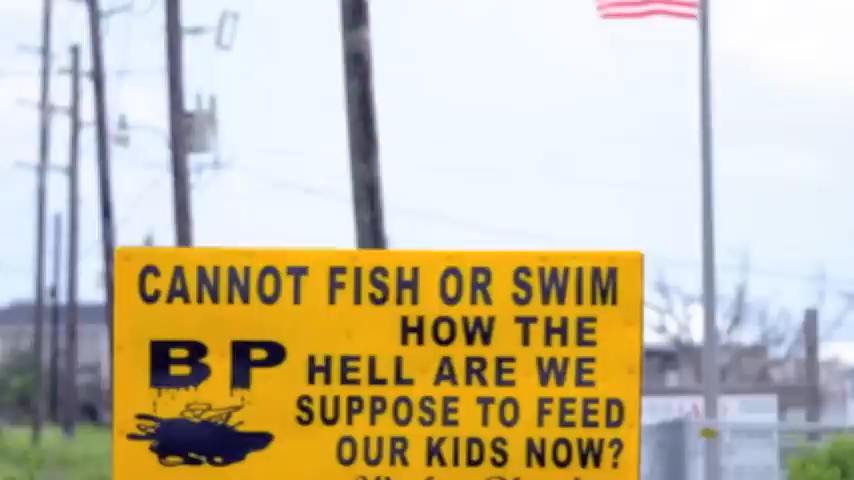 CANNOT FISH OR SWIM
HOW THE
BP HELL ARE WE
SUPPOSE TO FEED
OUR KIDS NOW?